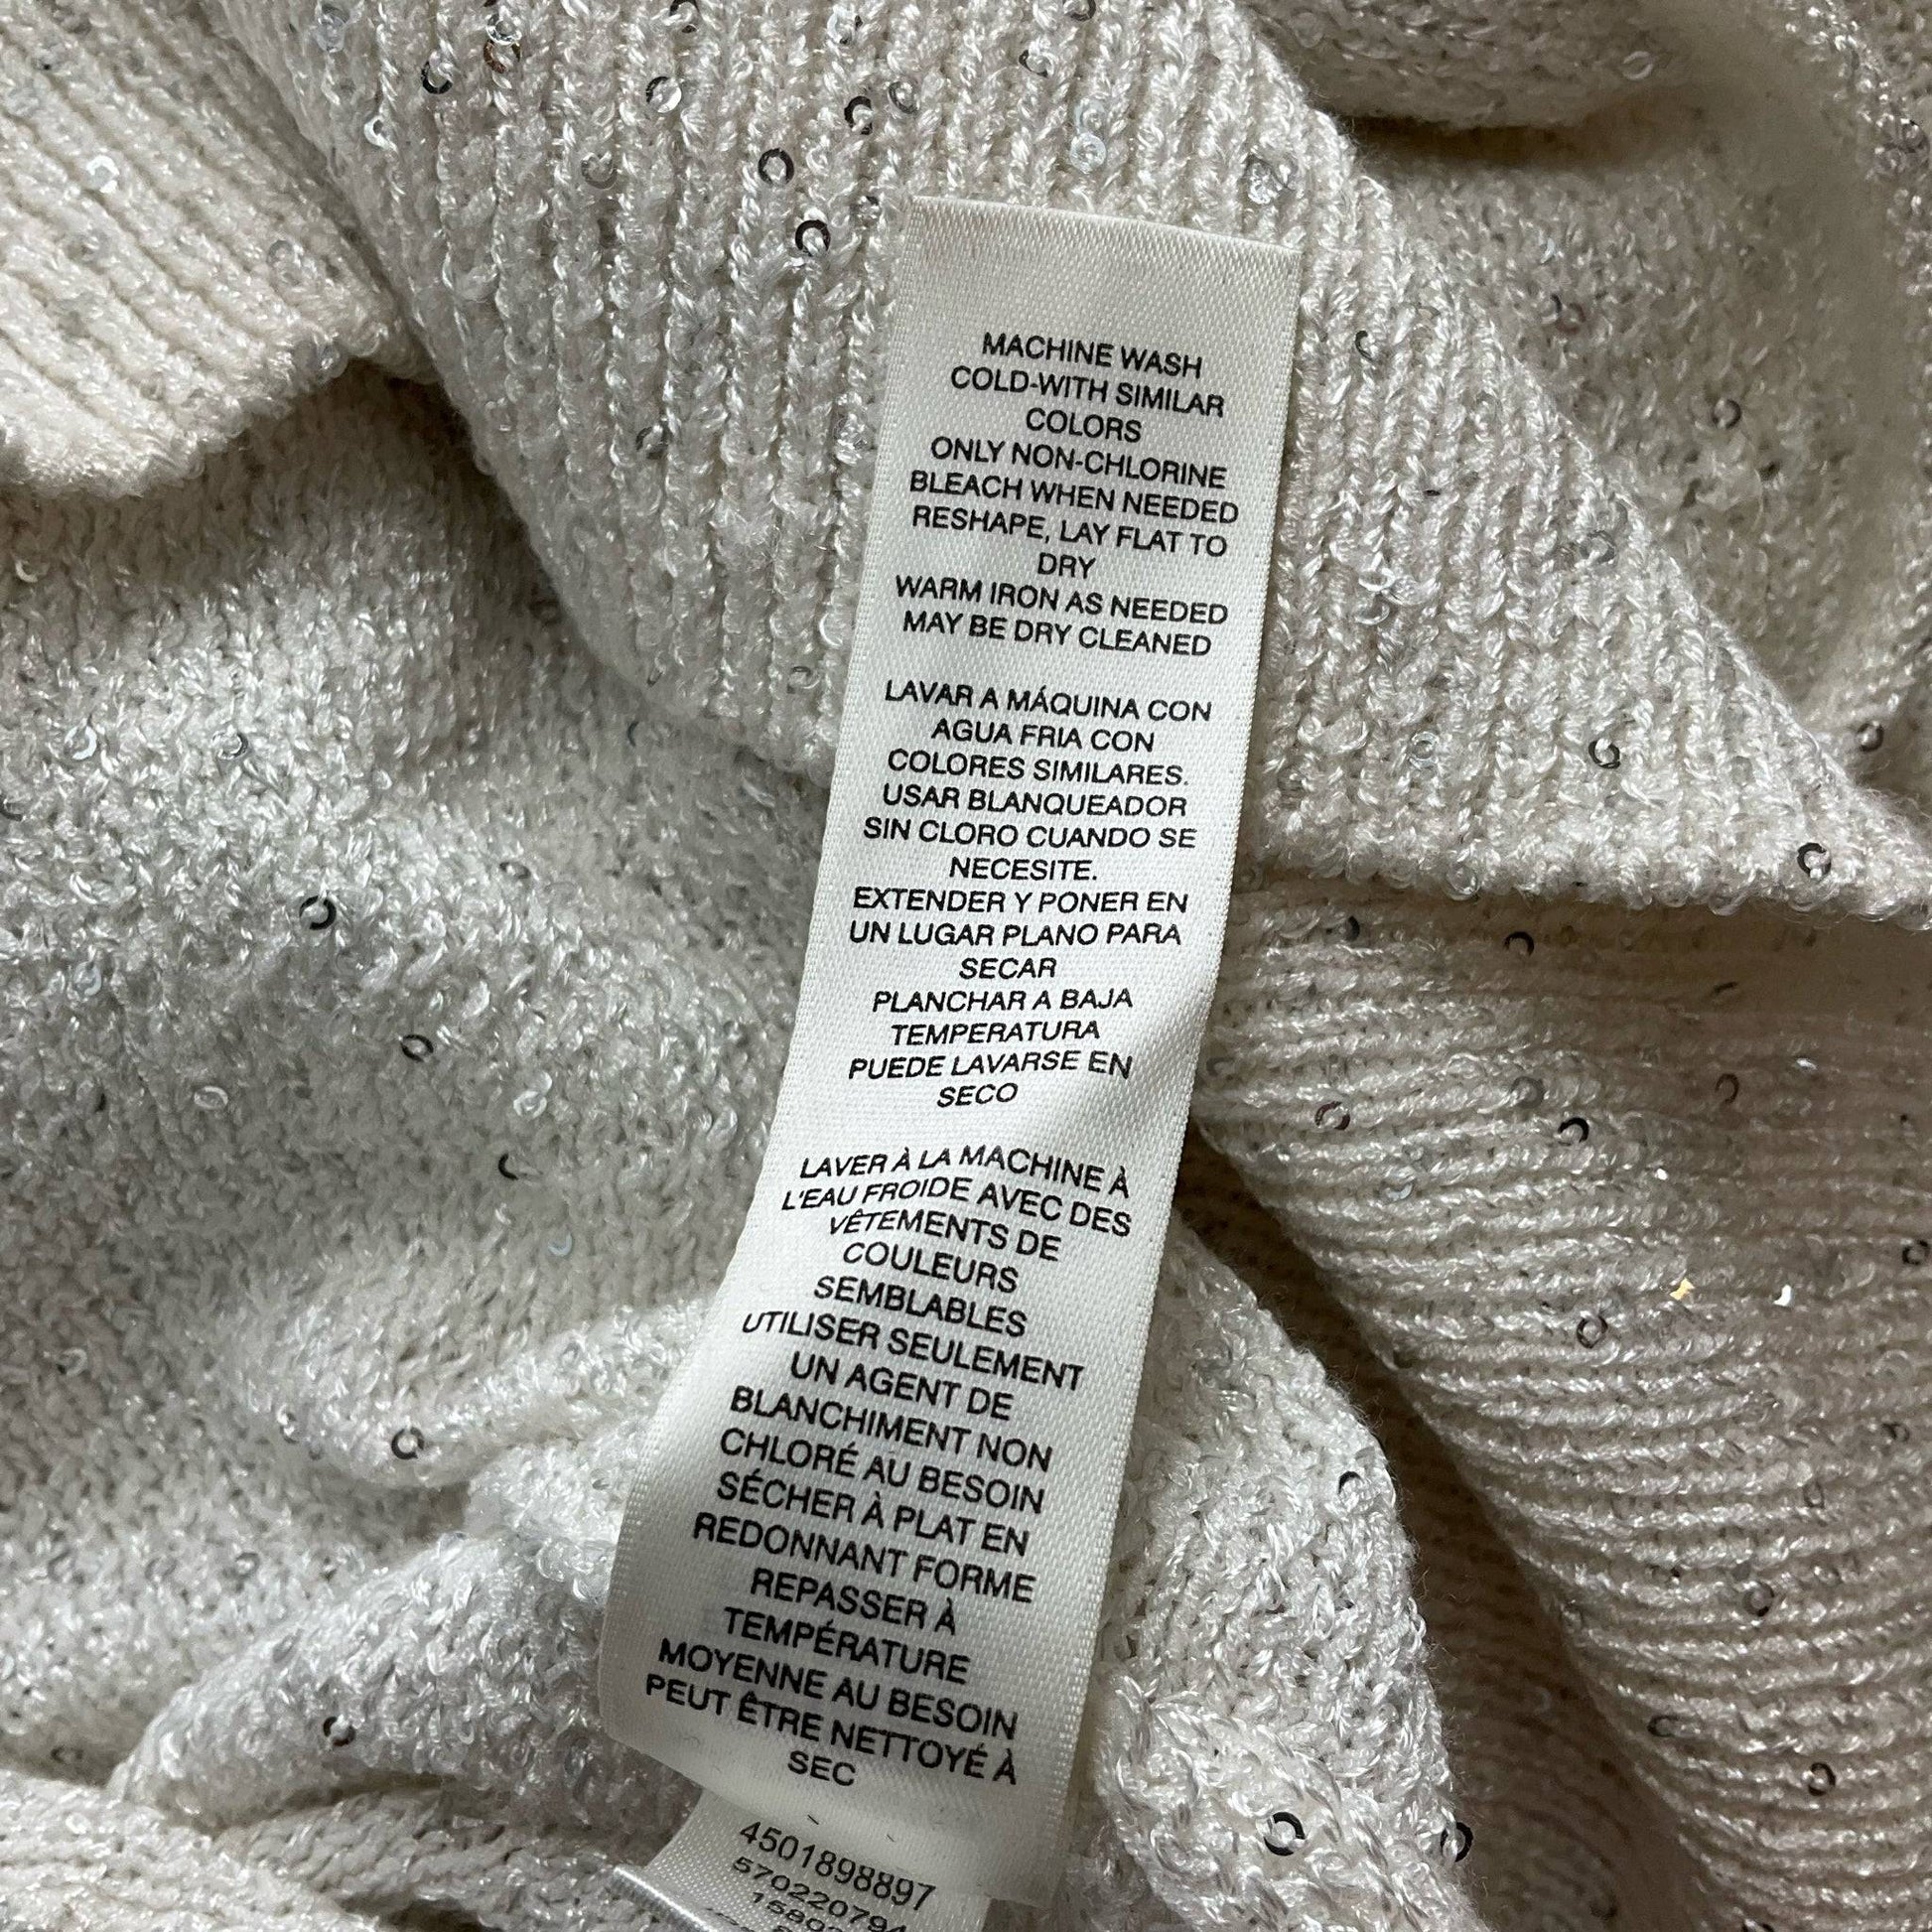 MACHINE WASH
COLD-WITH SIMILAR
COLORS
ONLY NON-CHLORINE
BLEACH WHEN NEEDED
RESHAPE, LAY FLAT TO
DRY
WARM IRON AS NEEDED
MAY BE DRY CLEANED
LAVAR A MÁQUINA CON
AGUA FRIA CON
COLORES SIMILARES.
USAR BLANQUEADOR
SIN CLORO CUANDO SE
NECESITE.
EXTENDER Y PONER EN
UN LUGAR PLANO PARA
SECAR
PLANCHAR A BAJA
TEMPERATURA
PUEDE LAVARSE EN
SECO
LAVER À LA MACHINE À
L'EAU FROIDE AVEC DES
VÊTEMENTS DE
COULEURS
SEMBLABLES
UTILISER SEULEMENT
UN AGENT DE
BLANCHIMENT NON
CHLORÉ AU BESOIN
SÉCHER À PLAT EN
REDONNANT FORME
REPASSER À
TEMPÉRATURE
MOYENNE AU BESOIN
PEUT ÊTRE NETTOYÉ À
SEC
4501898897
570220794